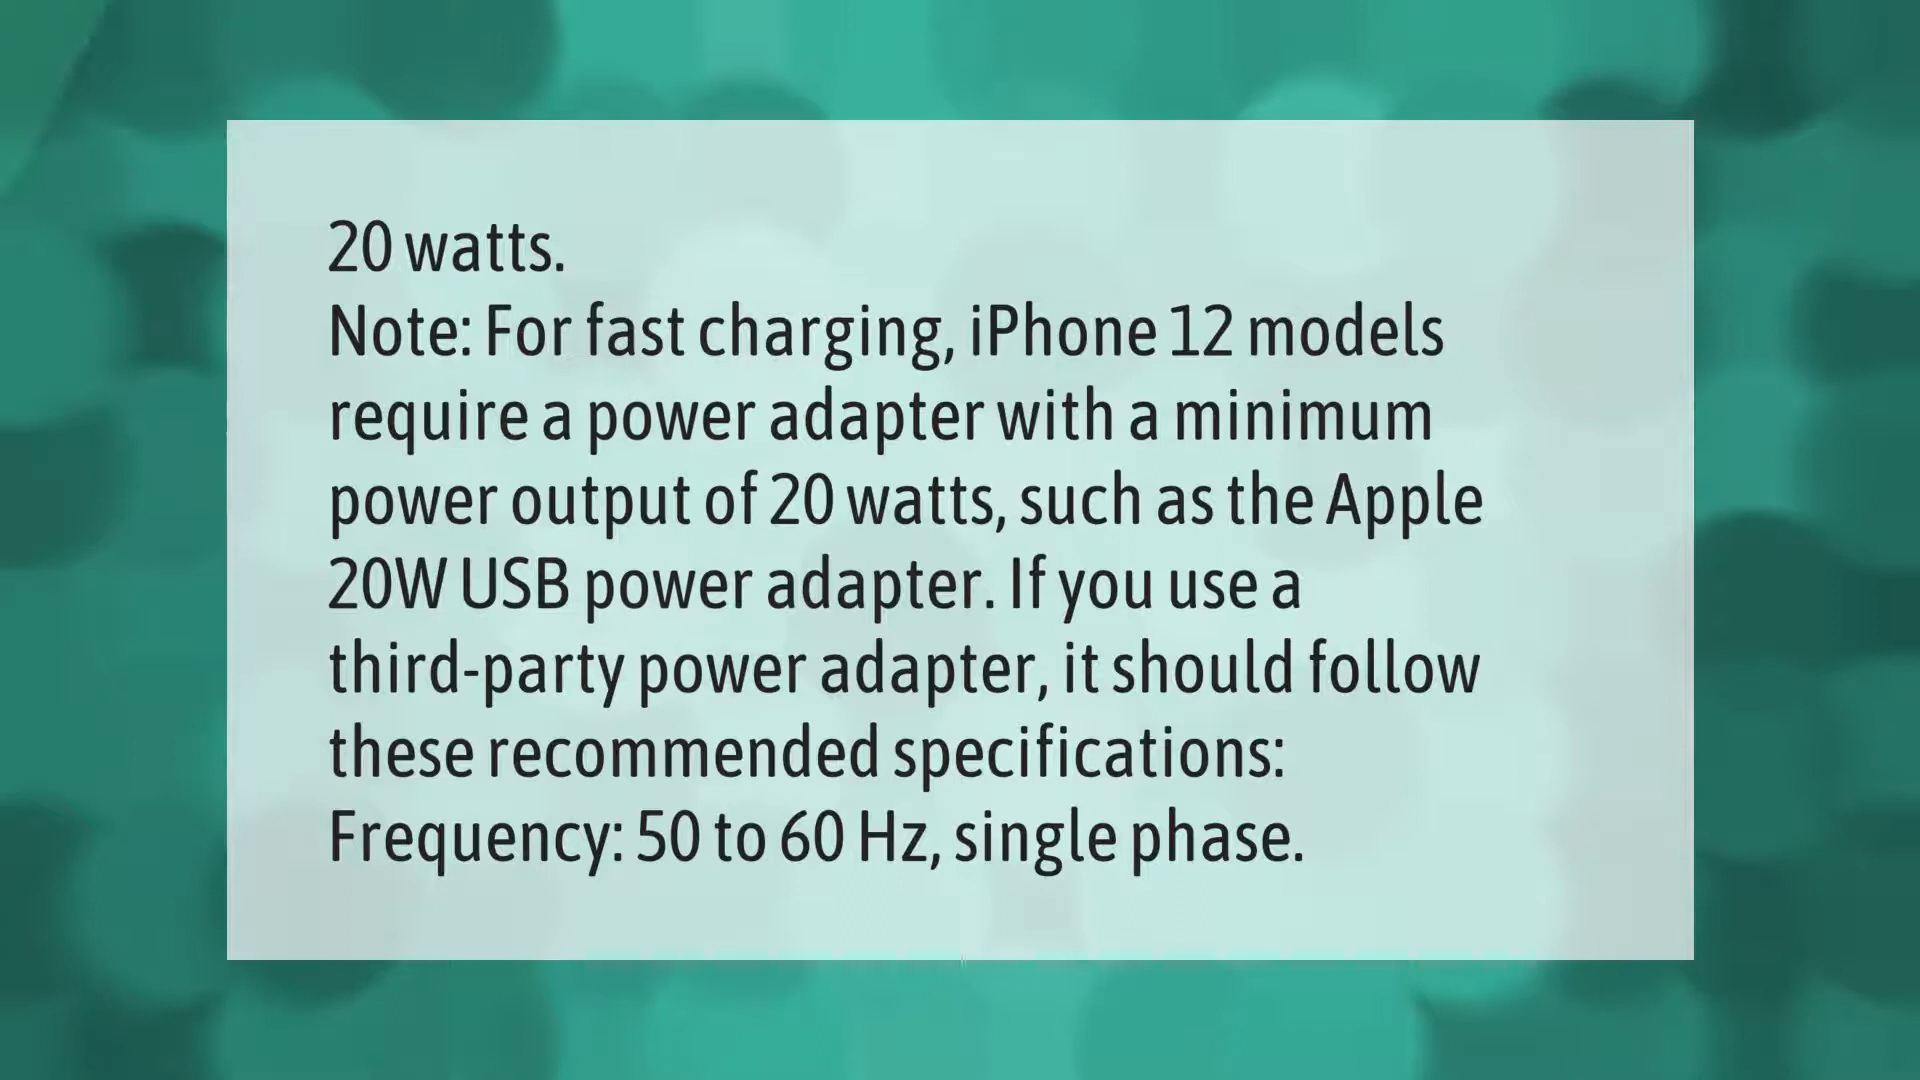 20 watts.
Note: For fast charging, iPhone 12 models
require a power adapter with a minimum
power output of 20 watts, such as the Apple
20W USB power adapter. If you use a
third-party power adapter, it should follow
these recommended specifications:
Frequency: 50 to 60 Hz, single phase.